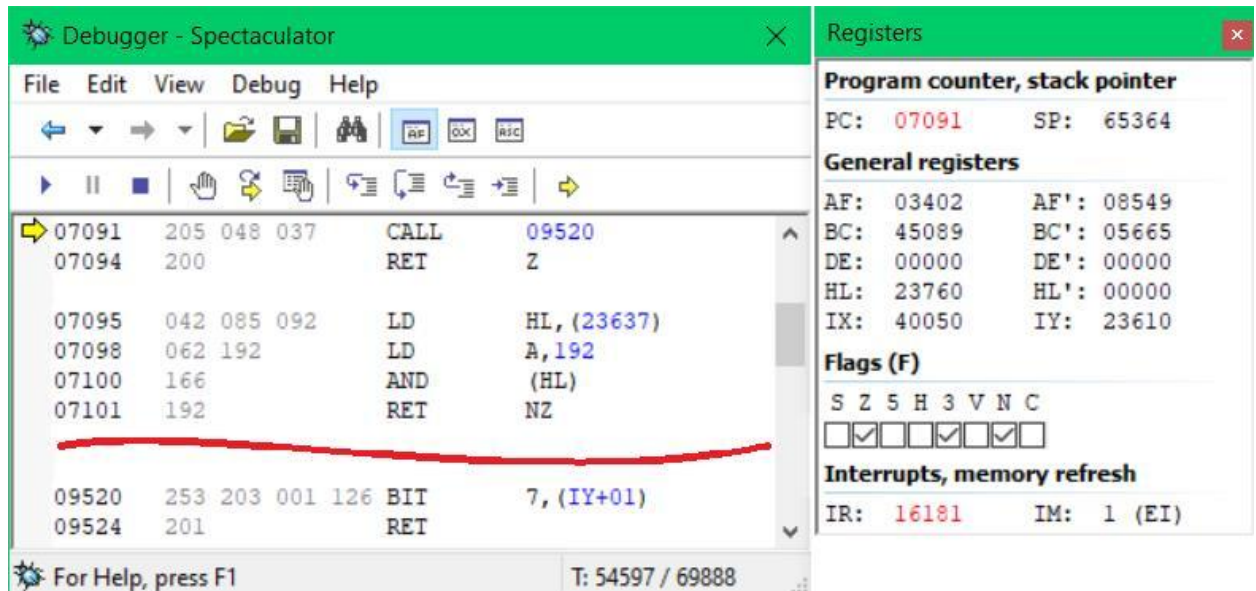 Debugger - Spectaculator
File Edit View Debug Help
AF 0X ASC
07091 205 048 037 CALL 09520
07094 200 RET Z
07095 042 085 092 LD HL,(23637)
07098 062 192 LD A,192
07100 166 AND (HL)
07101 192 RET NZ
09520 253 203 001 126 BIT 7,(IY+01)
09524 201 RET
For Help, press F1 T: 54597 / 69888
Registers
Program counter, stack pointer
PC: 07091 SP: 65364
General registers
AF: 03402 AF': 08549
BC: 45089 BC': 05665
DE: 00000 DE': 00000
HL: 23760 HL': 00000
IX: 40050 IY: 23610
Flags (F)
S Z 5 H 3 V N C
Interrupts, memory refresh
IR: 16181 IM: 1 (EI)